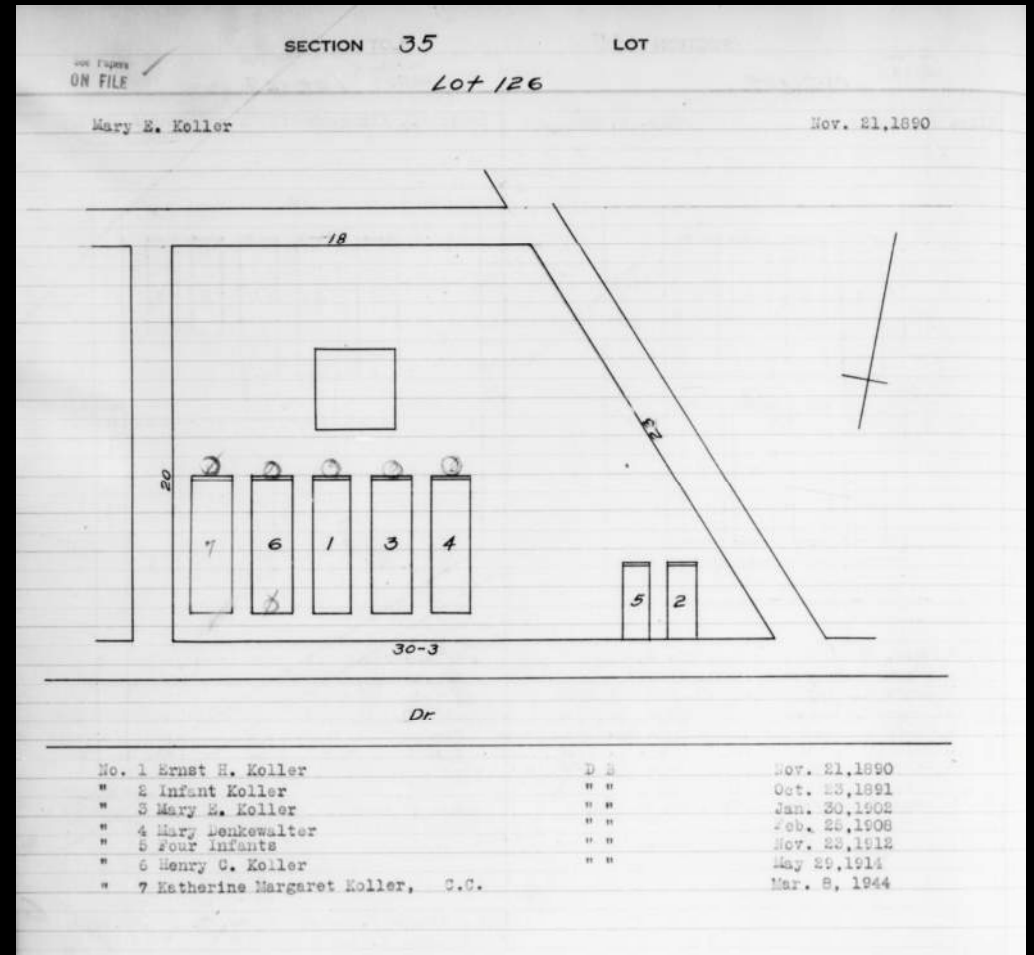 SECTION 35 LOT
See Papers
ON FILE
Lot 126
Mary E. Koller Nov. 21,1890
18
23
20
7 6 1 3 4
5 2
30-3
Dr.
No. 1 Ernst H. Koller D B Nov. 21,1890
" 2 Infant Koller " " Oct. 23,1891
" 3 Mary E. Koller " " Jan. 30,1902
" 4 Mary Denkewalter " " Feb. 25,1908
" 5 Four Infants " " Nov. 23,1912
" 6 Henry C. Koller " " May 29,1914
" 7 Katherine Margaret Koller, C.C. Mar. 8, 1944